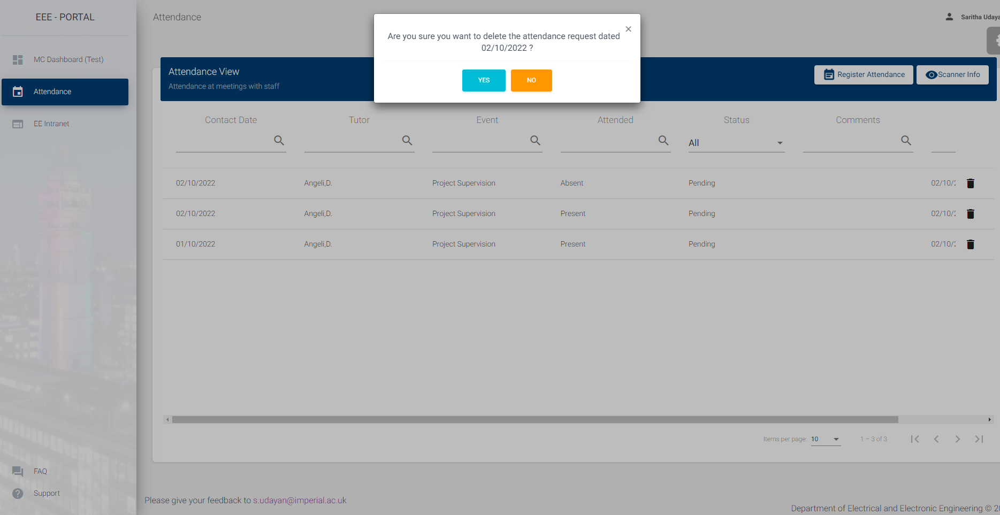 EEE - PORTAL
Attendance
Saritha Udaya
Are you sure you want to delete the attendance request dated
02/10/2022 ?
YES NO
MC Dashboard (Test)
Attendance
EE Intranet
Attendance View
Attendance at meetings with staff
Register Attendance
Scanner Info
Contact Date Tutor Event Attended Status Comments
All
02/10/2022 Angeli,D. Project Supervision Absent Pending 02/10/2
02/10/2022 Angeli,D. Project Supervision Present Pending 02/10/2
01/10/2022 Angeli,D. Project Supervision Present Pending 02/10/2
Items per page: 10 1 – 3 of 3
FAQ
Support
Please give your feedback to s.udayan@imperial.ac.uk
Department of Electrical and Electronic Engineering © 20